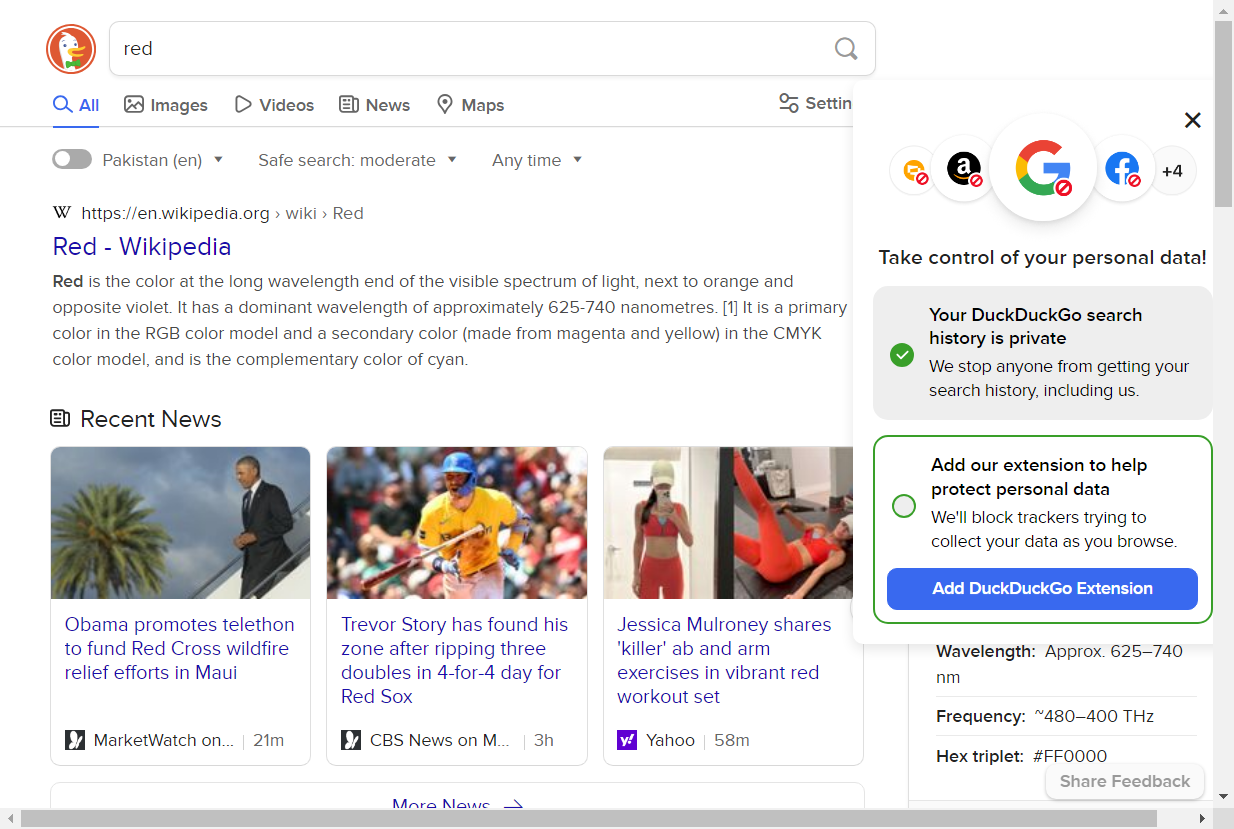 red
All
Images
Videos
News
Maps
Settin
Pakistan (en)
Safe search: moderate
Any time
https://en.wikipedia.org › wiki › Red
Red - Wikipedia
Red is the color at the long wavelength end of the visible spectrum of light, next to orange and
opposite violet. It has a dominant wavelength of approximately 625-740 nanometres. [1] It is a primary
color in the RGB color model and a secondary color (made from magenta and yellow) in the CMYK
color model, and is the complementary color of cyan.
Recent News
Obama promotes telethon
to fund Red Cross wildfire
relief efforts in Maui
MarketWatch on... 21m
Trevor Story has found his
zone after ripping three
doubles in 4-for-4 day for
Red Sox
CBS News on M... 3h
Jessica Mulroney shares
'killer' ab and arm
exercises in vibrant red
workout set
Yahoo 58m
More News
+4
Take control of your personal data!
Your DuckDuckGo search
history is private
We stop anyone from getting your
search history, including us.
Add our extension to help
protect personal data
We'll block trackers trying to
collect your data as you browse.
Add DuckDuckGo Extension
Wavelength: Approx. 625–740
nm
Frequency: ~480–400 THz
Hex triplet: #FF0000
Share Feedback